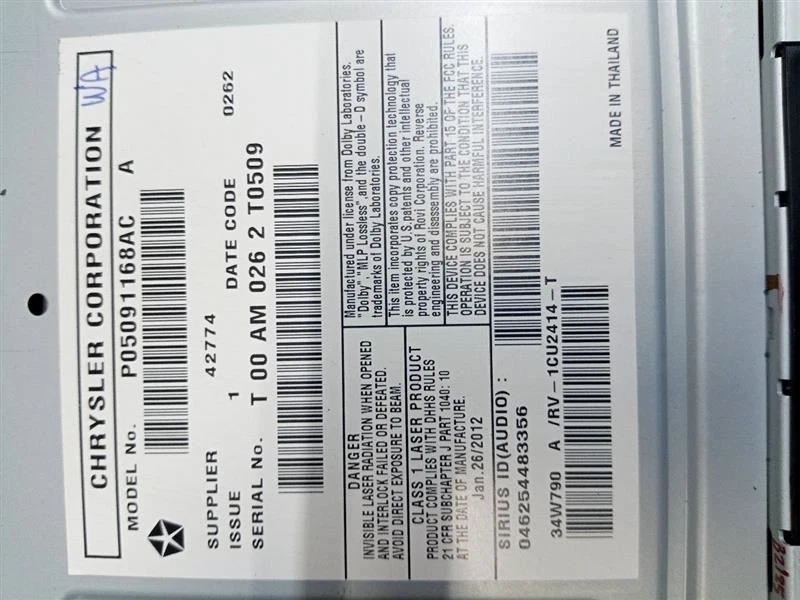 CHRYSLER CORPORATION WA
MODEL No. P05091168AC A
SUPPLIER 42774
ISSUE 1 DATE CODE 0262
SERIAL No. T 00 AM 026 2 T0509
DANGER
INVISIBLE LASER RADIATION WHEN OPENED
AND INTERLOCK FAILED OR DEFEATED.
AVOID DIRECT EXPOSURE TO BEAM.
CLASS 1 LASER PRODUCT
PRODUCT COMPLIES WITH DHHS RULES
21 CFR SUBCHAPTER J PART 1040: 10
AT THE DATE OF MANUFACTURE.
Jan.26/2012
Manufactured under license from Dolby Laboratories.
"Dolby","MLP Lossless",and the double-D symbol are
trademarks of Dolby Laboratories.
This item incorporates copy protection technology that
is protected by U.S.patents and other intellectual
property rights of Rovi Corporation. Reverse
engineering and disassembly are prohibited.
THIS DEVICE COMPLIES WITH PART 15 OF THE FCC RULES.
OPERATION IS SUBJECT TO THE CONDITION THAT THIS
DEVICE DOES NOT CAUSE HARMFUL INTERFERENCE.
SIRIUS ID(AUDIO) :
046254483356
34W790 A /RV-1CU2414-T
MADE IN THAILAND